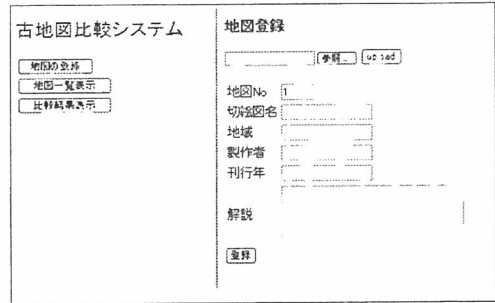 古地図比較システム
地図の登録
地図一覧表示
比較結果表示
地図登録
参照... upload
地図No 1
切絵図名
地域
製作者
刊行年
解説
登録